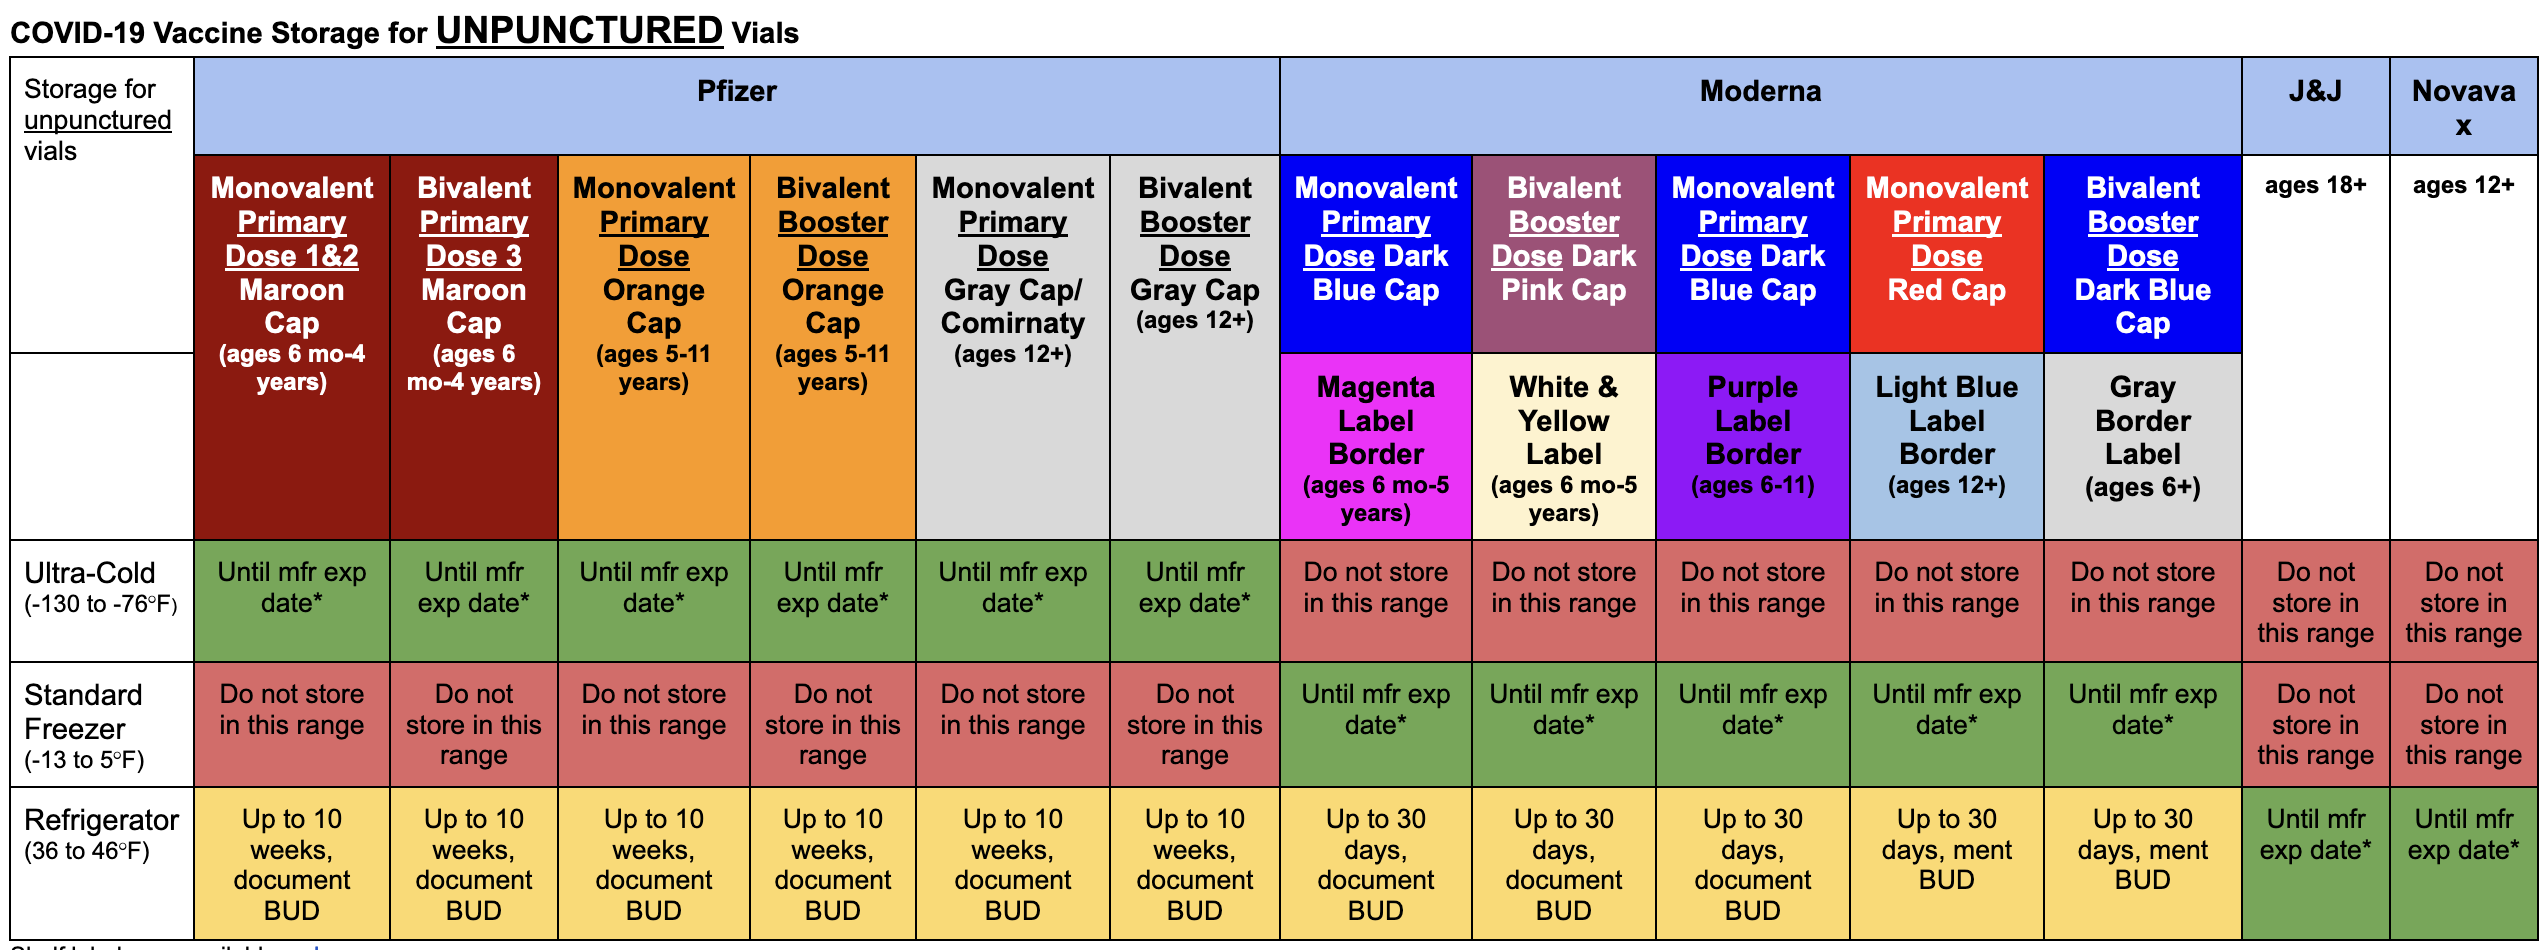 COVID-19 Vaccine Storage for UNPUNCTURED Vials
Storage for
unpunctured
vials
Pfizer
Moderna
J&J
Novava
x
Monovalent
Primary
Dose 1&2
Maroon
Cap
(ages 6 mo-4
years)
Bivalent
Primary
Dose 3
Maroon
Cap
(ages 6
mo-4 years)
Monovalent
Primary
Dose
Orange
Cap
(ages 5-11
years)
Bivalent
Booster
Dose
Orange
Cap
(ages 5-11
years)
Monovalent
Primary
Dose
Gray Cap/
Comirnaty
(ages 12+)
Bivalent
Booster
Dose
Gray Cap
(ages 12+)
Monovalent
Primary
Dose Dark
Blue Cap
Bivalent
Booster
Dose Dark
Pink Cap
Monovalent
Primary
Dose Dark
Blue Cap
Monovalent
Primary
Dose
Red Cap
Bivalent
Booster
Dose
Dark Blue
Cap
ages 18+
ages 12+
Magenta
Label
Border
(ages 6 mo-5
years)
White &
Yellow
Label
(ages 6 mo-5
years)
Purple
Label
Border
(ages 6-11)
Light Blue
Label
Border
(ages 12+)
Gray
Border
Label
(ages 6+)
Ultra-Cold
(-130 to -76°F)
Until mfr exp
date*
Until mfr
exp date*
Until mfr exp
date*
Until mfr
exp date*
Until mfr exp
date*
Until mfr
exp date*
Do not store
in this range
Do not store
in this range
Do not store
in this range
Do not store
in this range
Do not store
in this range
Do not
store in
this range
Do not
store in
this range
Standard
Freezer
(-13 to 5°F)
Do not store
in this range
Do not
store in this
range
Do not store
in this range
Do not
store in this
range
Do not store
in this range
Do not
store in this
range
Until mfr exp
date*
Until mfr exp
date*
Until mfr exp
date*
Until mfr exp
date*
Until mfr exp
date*
Do not
store in
this range
Do not
store in
this range
Refrigerator
(36 to 46°F)
Up to 10
weeks,
document
BUD
Up to 10
weeks,
document
BUD
Up to 10
weeks,
document
BUD
Up to 10
weeks,
document
BUD
Up to 10
weeks,
document
BUD
Up to 10
weeks,
document
BUD
Up to 30
days,
document
BUD
Up to 30
days,
document
BUD
Up to 30
days,
document
BUD
Up to 30
days, ment
BUD
Up to 30
days, ment
BUD
Until mfr
exp date*
Until mfr
exp date*